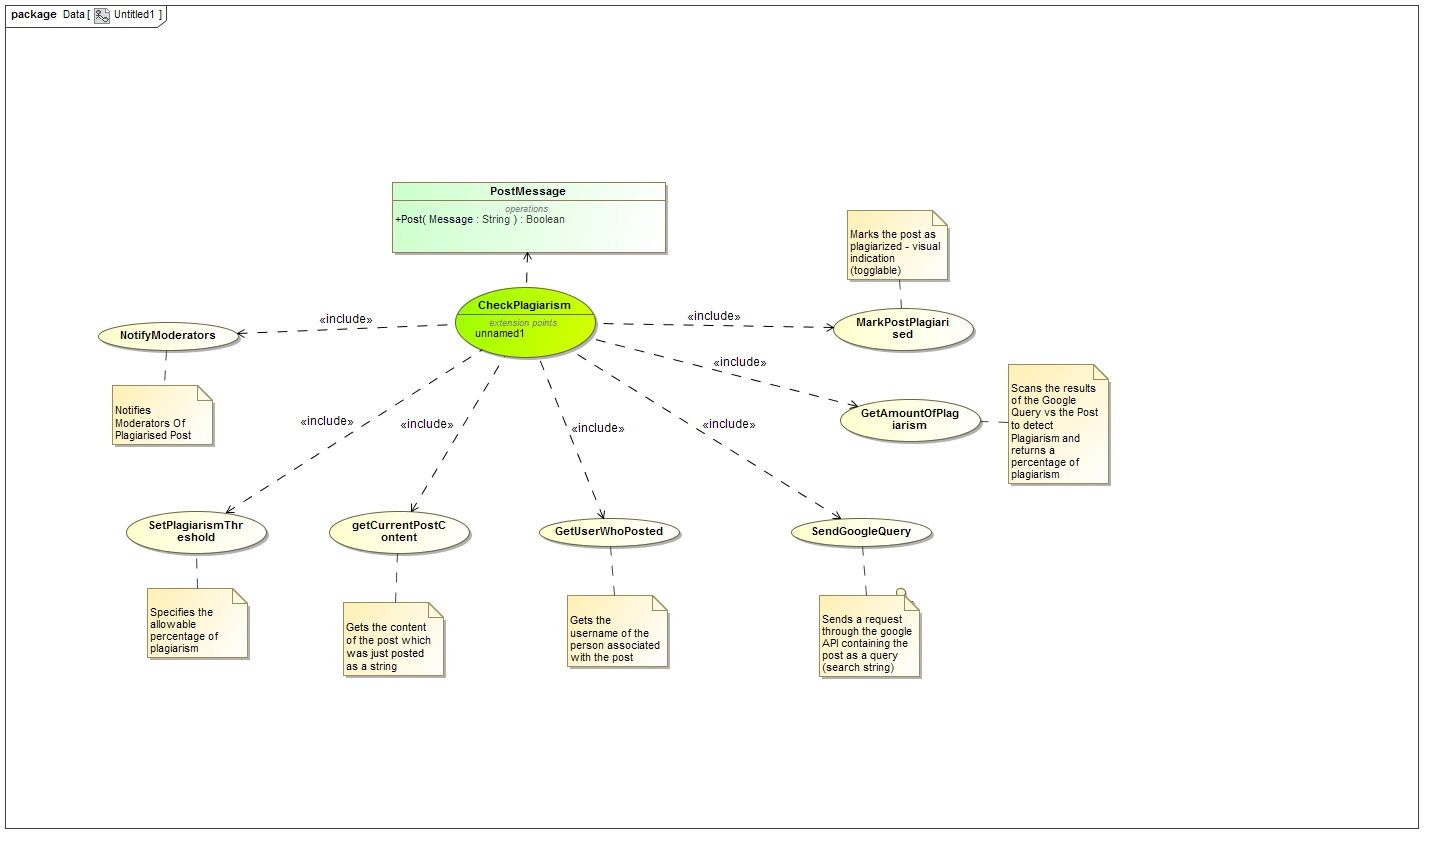 package Data [ Untitled1 ]
PostMessage
operations
+Post( Message : String ) : Boolean
Marks the post as
plagiarized - visual
indication
(togglable)
CheckPlagiarism
extension points
unnamed1
«include»
NotifyModerators
«include»
MarkPostPlagiari
sed
«include»
Notifies
Moderators Of
Plagiarised Post
GetAmountOfPlag
iarism
Scans the results
of the Google
Query vs the Post
to detect
Plagiarism and
returns a
percentage of
plagiarism
«include»
«include»
«include»
«include»
SetPlagiarismThr
eshold
getCurrentPostC
ontent
GetUserWhoPosted
SendGoogleQuery
Specifies the
allowable
percentage of
plagiarism
Gets the content
of the post which
was just posted
as a string
Gets the
username of the
person associated
with the post
Sends a request
through the google
API containing the
post as a query
(search string)